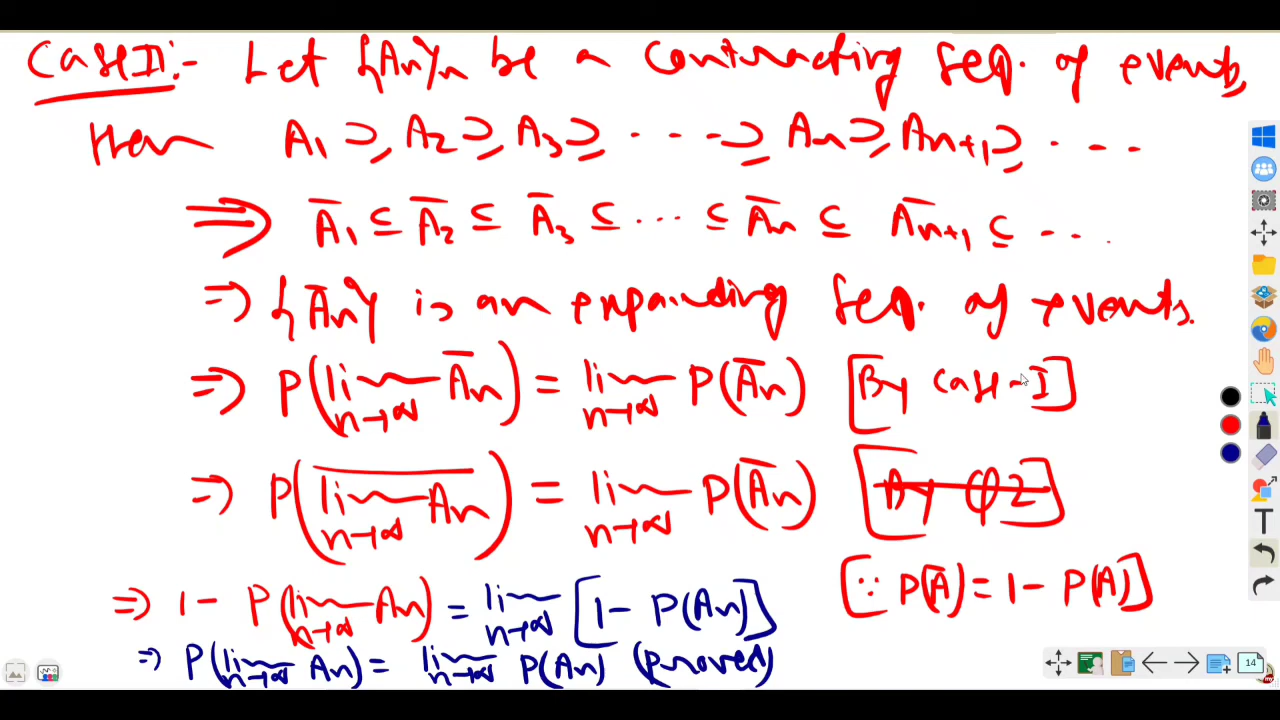 Case II:- Let {An}n be a contracting seq. of events,
then A1 ⊇ A2 ⊇ A3 ⊇ ---- ⊇ An ⊇ An+1 ⊇ ---
⇒ Ā1 ⊆ Ā2 ⊆ Ā3 ⊆ ... ⊆ Ān ⊆ Ān+1 ⊆ ...
⇒ {Ān} is an expanding seq. of events.
⇒ P(lim n→∞ Ān) = lim n→∞ P(Ān) [By case-I]
⇒ P(\overline{lim n→∞ An}) = lim n→∞ P(Ān)
[∵ P(Ā) = 1 - P(A)]
⇒ 1 - P(lim n→∞ An) = lim n→∞ [1 - P(An)]
⇒ P(lim n→∞ An) = lim n→∞ P(An) (proved)
14